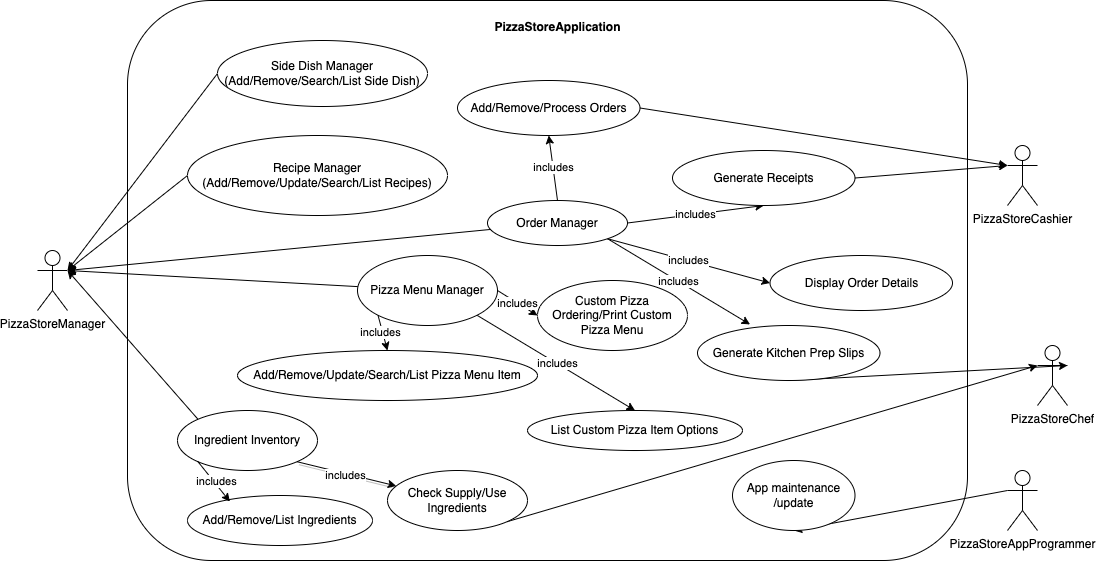 PizzaStoreApplication
Side Dish Manager
(Add/Remove/Search/List Side Dish)
Add/Remove/Process Orders
includes
Recipe Manager
(Add/Remove/Update/Search/List Recipes)
Generate Receipts
PizzaStoreCashier
includes
Order Manager
includes
includes
Display Order Details
PizzaStoreManager
Pizza Menu Manager
includes
Custom Pizza
Ordering/Print Custom
Pizza Menu
includes
Generate Kitchen Prep Slips
includes
Add/Remove/Update/Search/List Pizza Menu Item
PizzaStoreChef
List Custom Pizza Item Options
Ingredient Inventory
includes
includes
Check Supply/Use
Ingredients
Add/Remove/List Ingredients
App maintenance
/update
PizzaStoreAppProgrammer